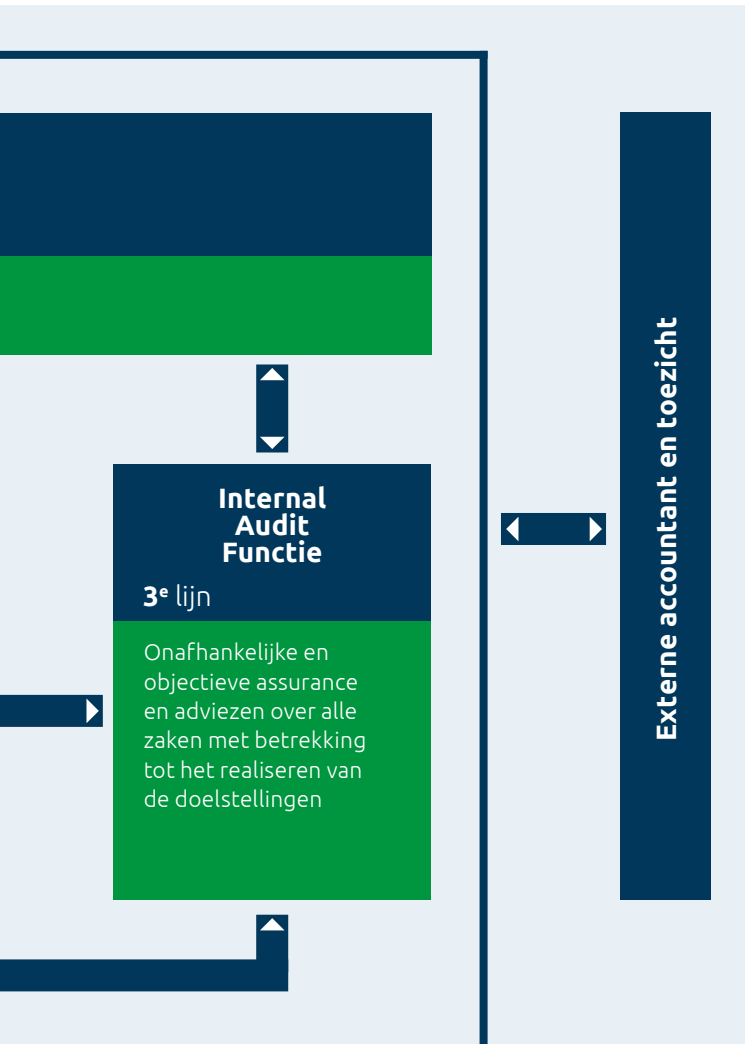 Internal
Audit
Functie
3e lijn
Onafhankelijke en
objectieve assurance
en adviezen over alle
zaken met betrekking
tot het realiseren van
de doelstellingen
Externe accountant en toezicht